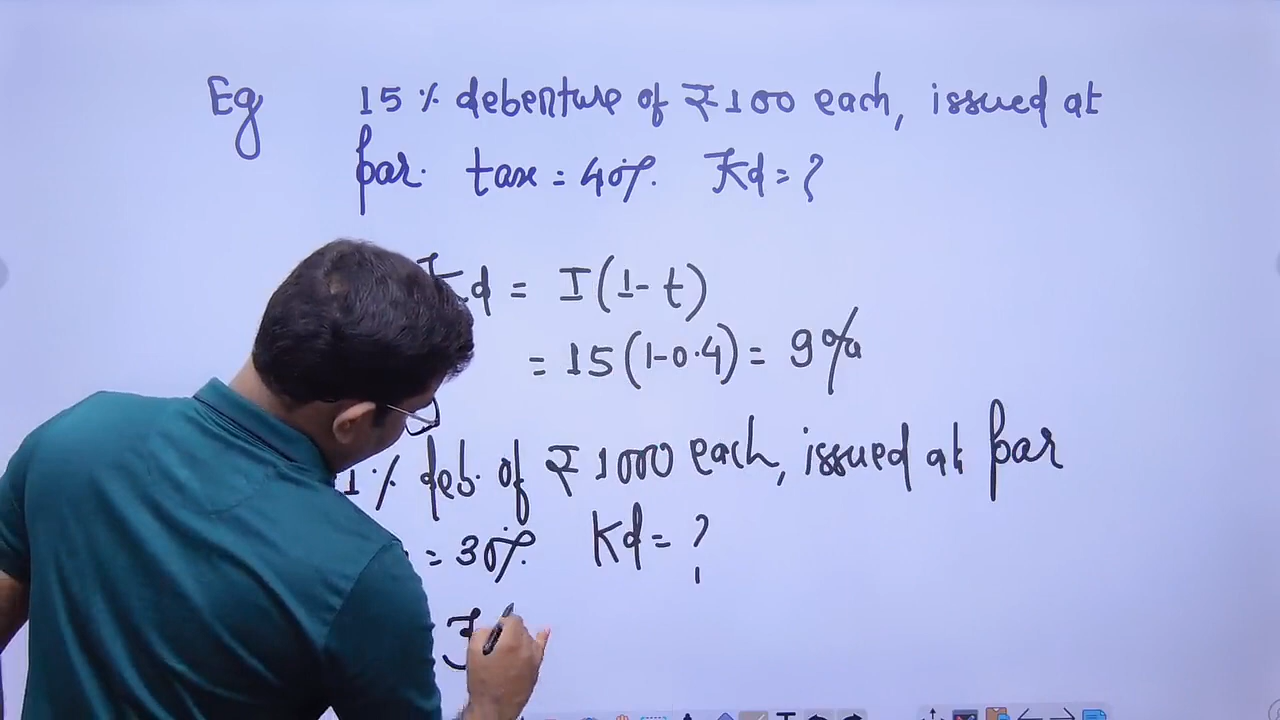 Eg 15% debenture of ₹100 each, issued at
par. tax = 40%. Kd = ?
Kd = I(1-t)
= 15(1-0.4) = 9%
1% deb. of ₹1000 each, issued at par
= 30%. Kd = ?